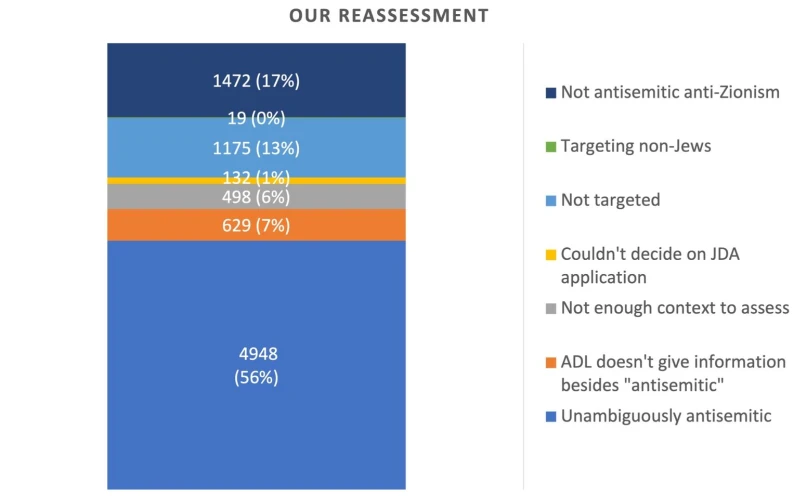 OUR REASSESSMENT
1472 (17%)
19 (0%)
1175 (13%)
132 (1%)
498 (6%)
629 (7%)
4948
(56%)
Not antisemitic anti-Zionism
Targeting non-Jews
Not targeted
Couldn't decide on JDA
application
Not enough context to assess
ADL doesn't give information
besides "antisemitic"
Unambiguously antisemitic